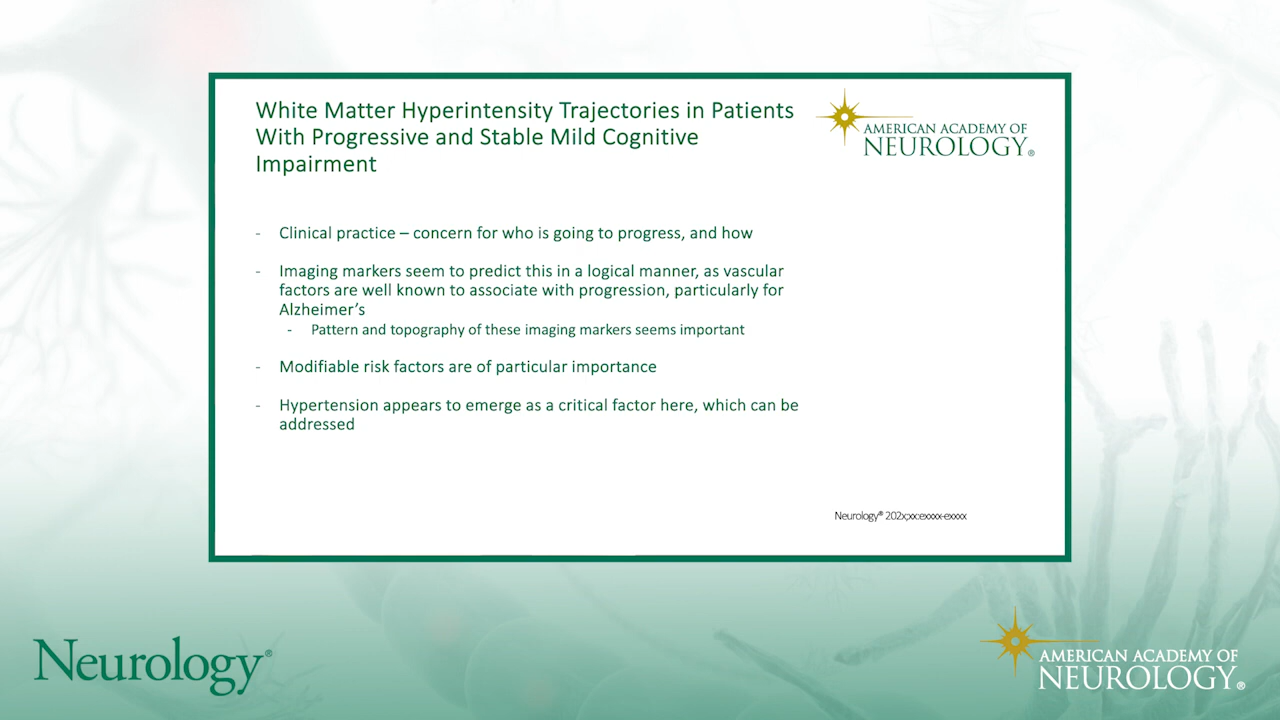 White Matter Hyperintensity Trajectories in Patients
With Progressive and Stable Mild Cognitive
Impairment
AMERICAN ACADEMY OF
NEUROLOGY®
- Clinical practice – concern for who is going to progress, and how
- Imaging markers seem to predict this in a logical manner, as vascular
factors are well known to associate with progression, particularly for
Alzheimer’s
- Pattern and topography of these imaging markers seems important
- Modifiable risk factors are of particular importance
- Hypertension appears to emerge as a critical factor here, which can be
addressed
Neurology® 202x;xx:exxxx-exxxx
Neurology®
AMERICAN ACADEMY OF
NEUROLOGY®